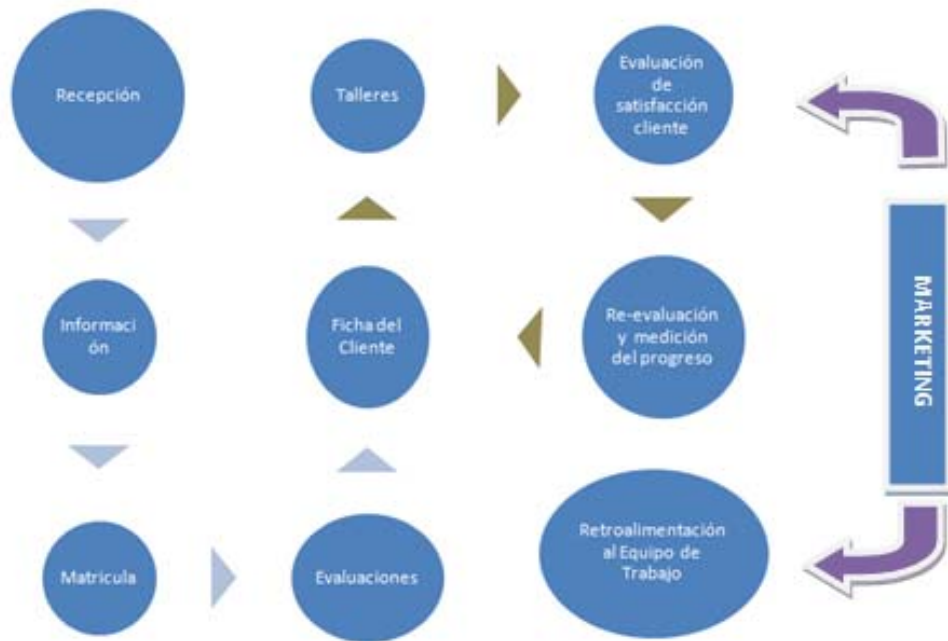 Recepción
Informaci
ón
Matricula
Evaluaciones
Ficha del
Cliente
Talleres
Evaluación
de
satisfacción
cliente
Re-evaluación
y medición
del progreso
Retroalimentación
al Equipo de
Trabajo
MARKETING